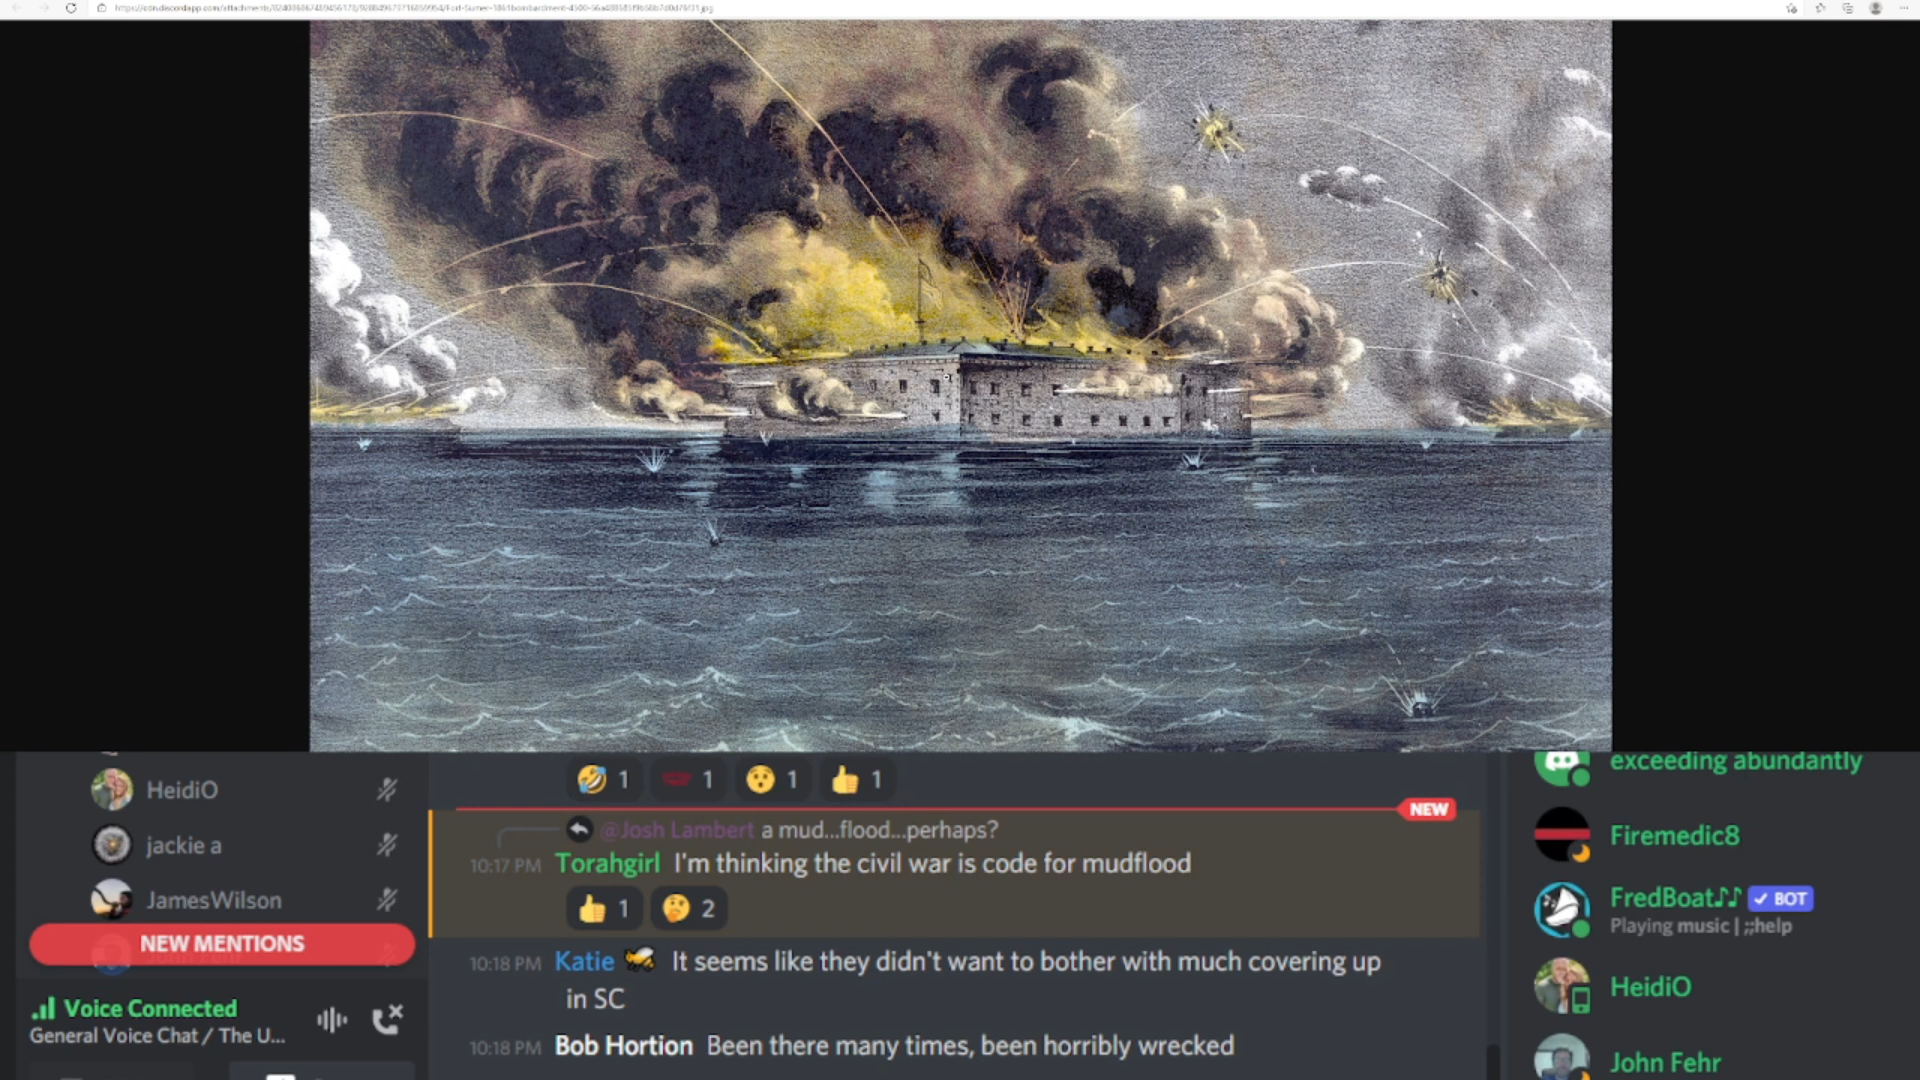 HeidiO
jackie a
JamesWilson
NEW MENTIONS
Voice Connected
General Voice Chat / The U...
1 1 1 1
NEW
@Josh Lambert a mud...flood...perhaps?
10:17 PM Torahgirl I'm thinking the civil war is code for mudflood
1 2
10:18 PM Katie It seems like they didn't want to bother with much covering up
in SC
10:18 PM Bob Hortion Been there many times, been horribly wrecked
exceeding abundantly
Firemedic8
FredBoat♪♪ ✓ BOT
Playing music | ;;help
HeidiO
John Fehr